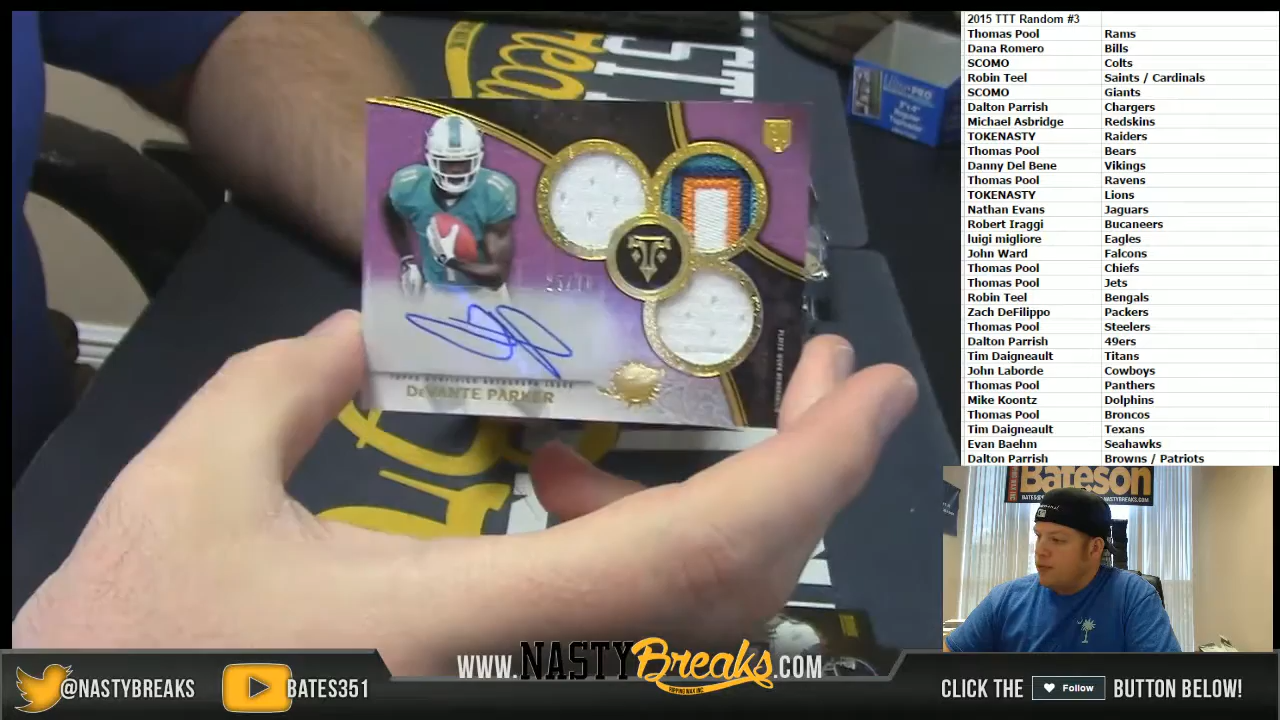 2015 TTT Random #3
Thomas Pool Rams
Dana Romero Bills
SCOMO Colts
Robin Teel Saints / Cardinals
SCOMO Giants
Dalton Parrish Chargers
Michael Asbridge Redskins
TOKENASTY Raiders
Thomas Pool Bears
Danny Del Bene Vikings
Thomas Pool Ravens
TOKENASTY Lions
Nathan Evans Jaguars
Robert Iraggi Bucaneers
luigi migliore Eagles
John Ward Falcons
Thomas Pool Chiefs
Thomas Pool Jets
Robin Teel Bengals
Zach DeFilippo Packers
Thomas Pool Steelers
Dalton Parrish 49ers
Tim Daigneault Titans
John Laborde Cowboys
Thomas Pool Panthers
Mike Koontz Dolphins
Thomas Pool Broncos
Tim Daigneault Texans
Evan Baehm Seahawks
Dalton Parrish Browns / Patriots
11
TOPPS CERTIFIED AUTOGRAPH ISSUE
DeVANTE PARKER
Bateson
@NASTYBREAKS
BATES351
WWW.NASTYBreaks.COM
CLICK THE Follow BUTTON BELOW!